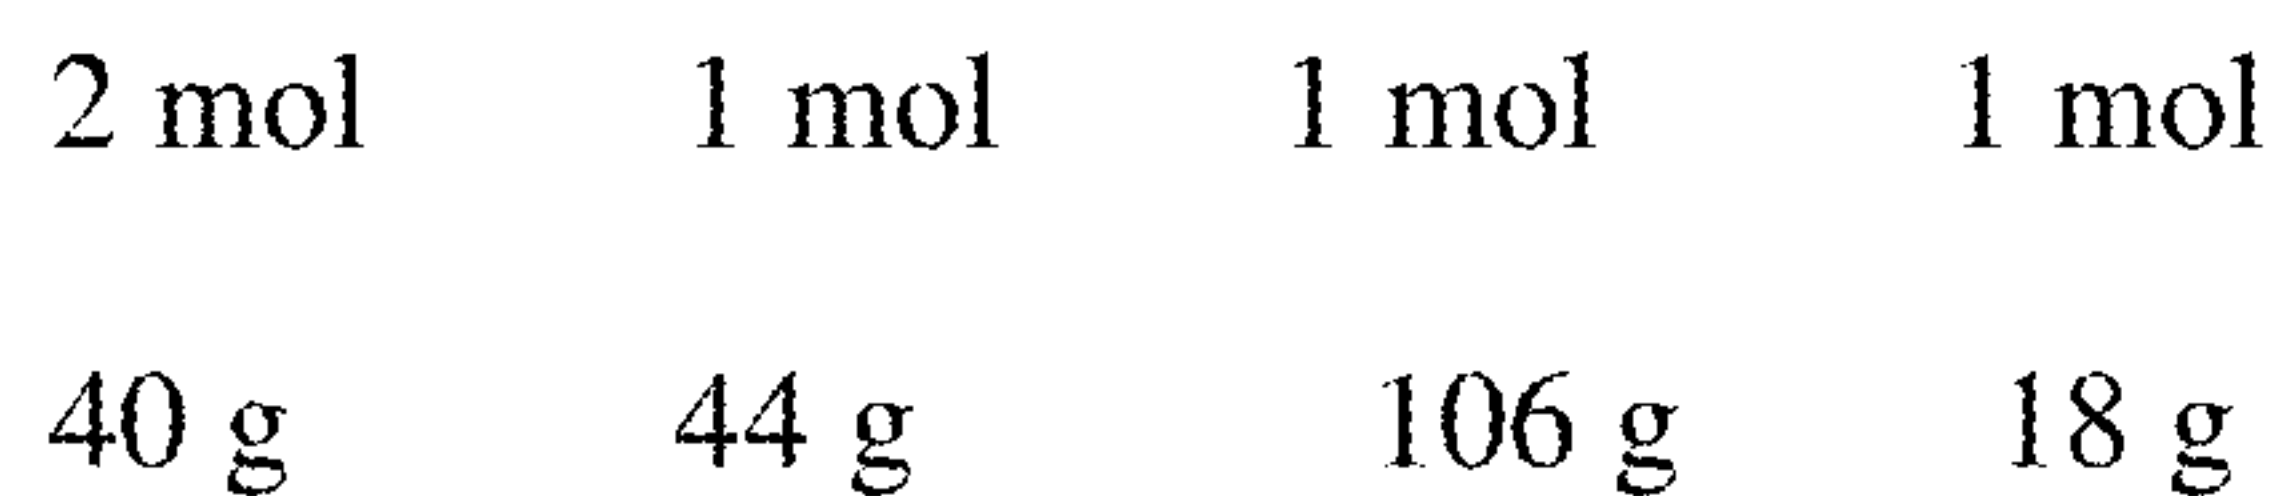 2 mol 1 mol 1 mol 1 mol
40 g 44 g 106 g 18 g